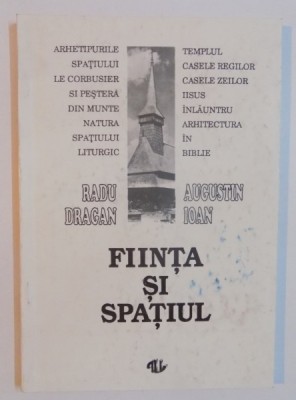 ARHETIPURILE
SPAȚIULUI
LE CORBUSIER
SI PEȘTERA
DIN MUNTE
NATURA
SPAȚIULUI
LITURGIC
TEMPLUL
CASELE REGILOR
CASELE ZEILOR
IISUS
ÎNLĂUNTRU
ARHITECTURA
ÎN
BIBLIE
RADU
DRAGAN
AUGUSTIN
IOAN
FIINȚA
ȘI
SPAȚIUL